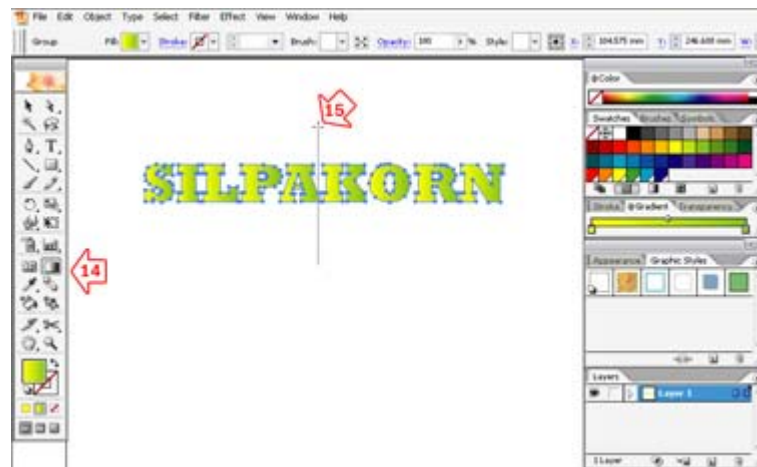 File Edit Object Type Select Filter Effect View Window Help
Group Fill: Stroke: Brush: Opacity: 100 % Style: X: 104.575 mm Y: 246.608 mm W:
15
SILPAKORN
14
Color
Swatches Brushes Symbols
Stroke Gradient Transparency
Appearance Graphic Styles
Layers
Layer 1
1 Layer